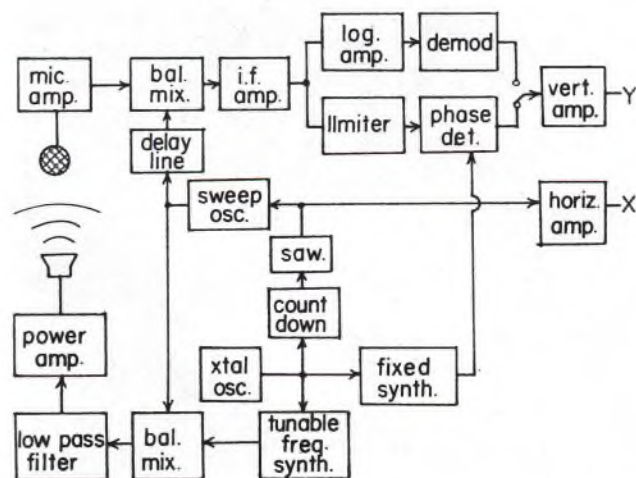 mic.
amp.
bal.
mix.
i.f.
amp.
log.
amp.
demod
limiter
phase
det.
vert.
amp.
Y
delay
line
sweep
osc.
horiz.
amp.
X
saw.
count
down
power
amp.
xtal
osc.
fixed
synth.
low pass
filter
bal.
mix.
tunable
freq.
synth.